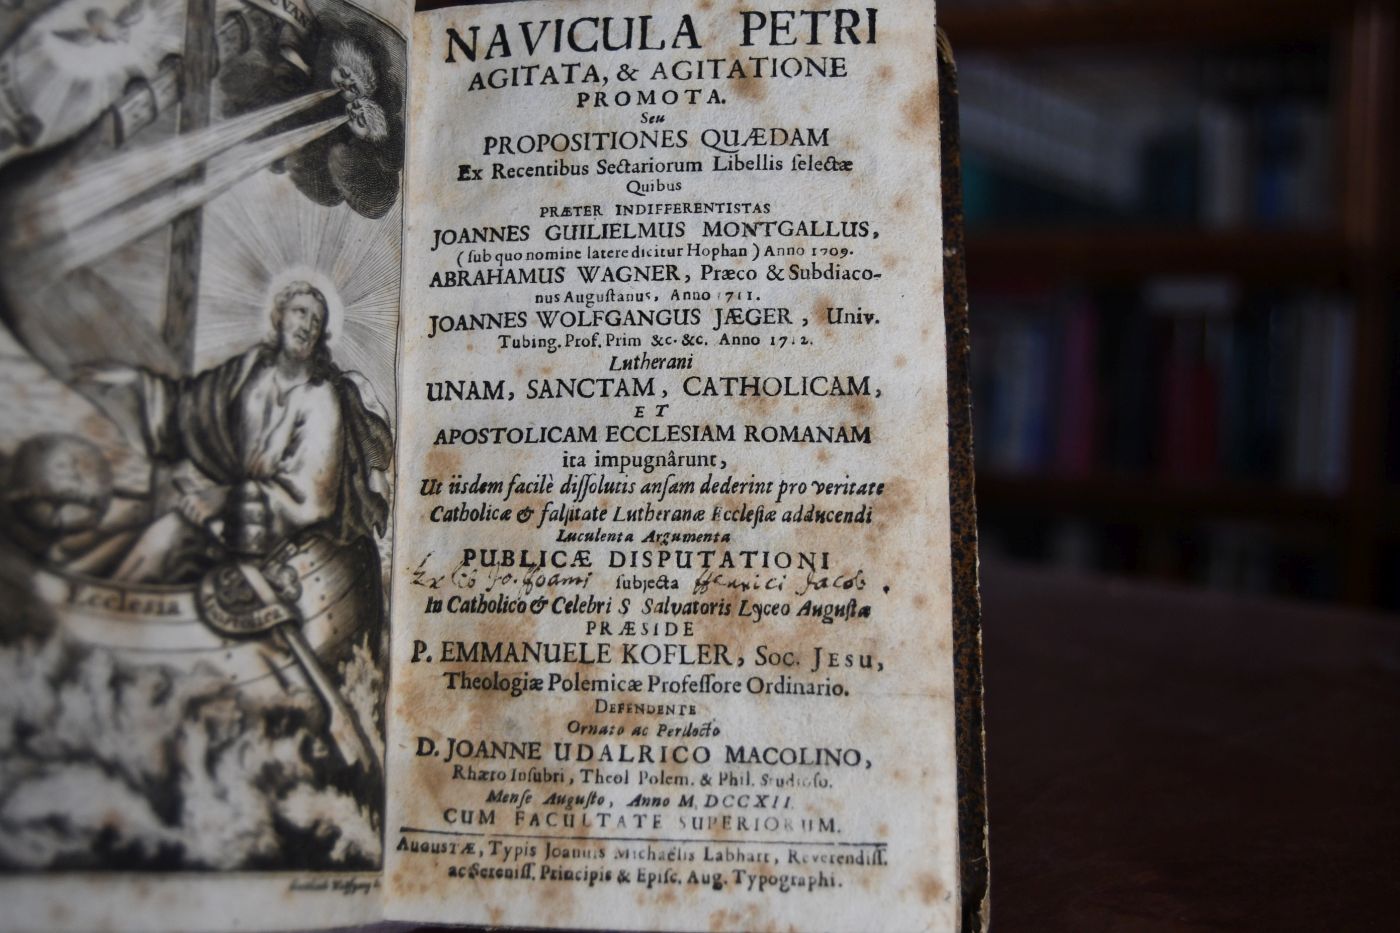 NAVICULA PETRI
AGITATA, & AGITATIONE
PROMOTA.
Seu
PROPOSITIONES QUÆDAM
Ex Recentibus Sectariorum Libellis ſelectæ
Quibus
PRÆTER INDIFFERENTISTAS
JOANNES GUILIELMUS MONTGALLUS,
( ſub quo nomine latere dicitur Hophan ) Anno 1709.
ABRAHAMUS WAGNER, Præco & Subdiaco-
nus Auguſtanus, Anno 1711.
JOANNES WOLFGANGUS JÆGER, Univ.
Tubing. Prof. Prim &c. &c. Anno 1712.
Lutherani
UNAM, SANCTAM, CATHOLICAM,
ET
APOSTOLICAM ECCLESIAM ROMANAM
ita impugnârunt,
Ut iisdem facilè diſſolutis anſam dederint pro veritate
Catholicæ & falſitate Lutheranæ Eccleſiæ adducendi
Luculenta Argumenta
PUBLICÆ DISPUTATIONI
ſubjecta Henrici Jacob.
In Catholico & Celebri S Salvatoris Lyceo Auguſtæ
PRÆSIDE
P. EMMANUELE KOFLER, Soc. Jesu,
Theologiæ Polemicæ Profeſſore Ordinario.
DEFENDENTE
Ornato ac Perdocto
D. JOANNE UDALRICO MACOLINO,
Rhæto Inſubri, Theol Polem. & Phil. Studioſo.
Menſe Auguſto, Anno M, DCCXII.
CUM FACULTATE SUPERIORUM.
AUGUSTÆ, Typis Joannis Michaëlis Labhart, Reverendiſſ.
ac Sereniſſ. Principis & Epiſc. Aug. Typographi.
Ecclesia